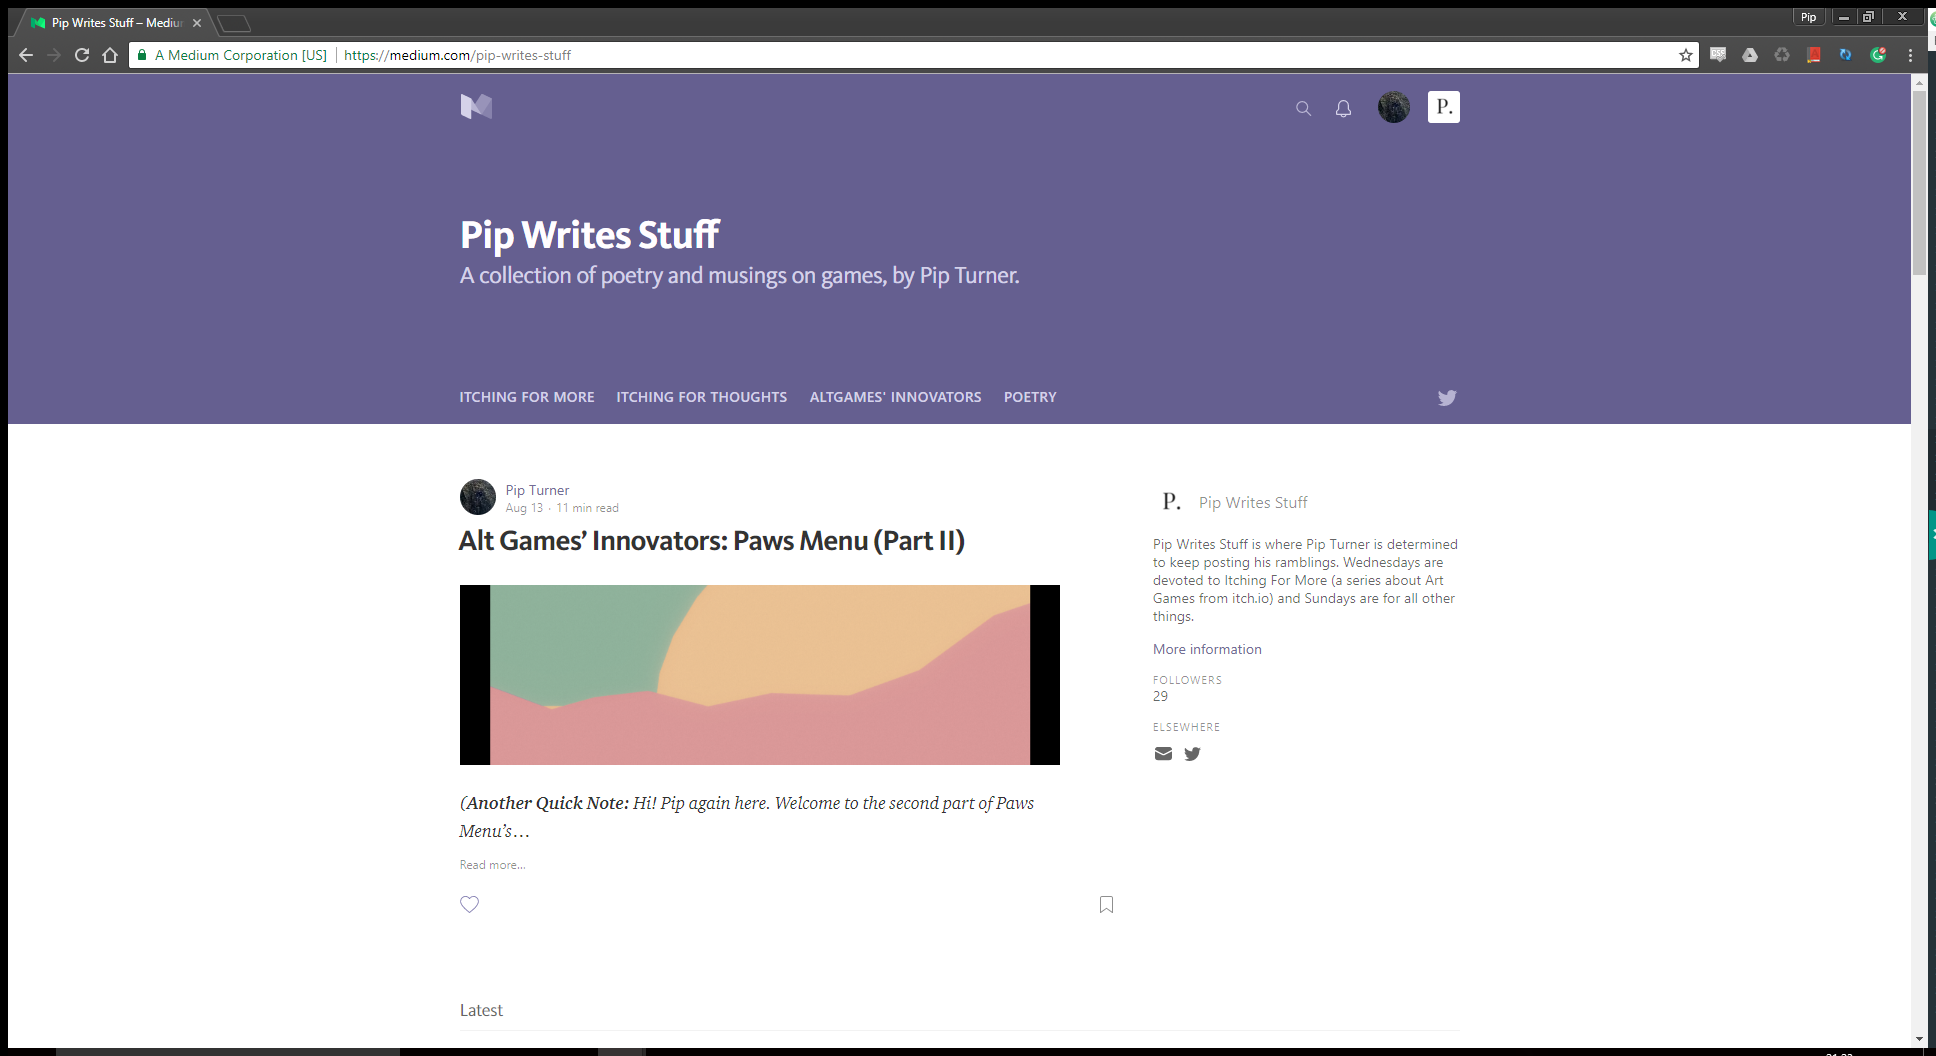 Pip Writes Stuff – Mediu
Pip
A Medium Corporation [US]
https://medium.com/pip-writes-stuff
P.
Pip Writes Stuff
A collection of poetry and musings on games, by Pip Turner.
ITCHING FOR MORE
ITCHING FOR THOUGHTS
ALTGAMES' INNOVATORS
POETRY
Pip Turner
Aug 13 · 11 min read
Alt Games’ Innovators: Paws Menu (Part II)
(Another Quick Note: Hi! Pip again here. Welcome to the second part of Paws
Menu’s…
Read more...
P.
Pip Writes Stuff
Pip Writes Stuff is where Pip Turner is determined
to keep posting his ramblings. Wednesdays are
devoted to Itching For More (a series about Art
Games from itch.io) and Sundays are for all other
things.
More information
FOLLOWERS
29
ELSEWHERE
Latest